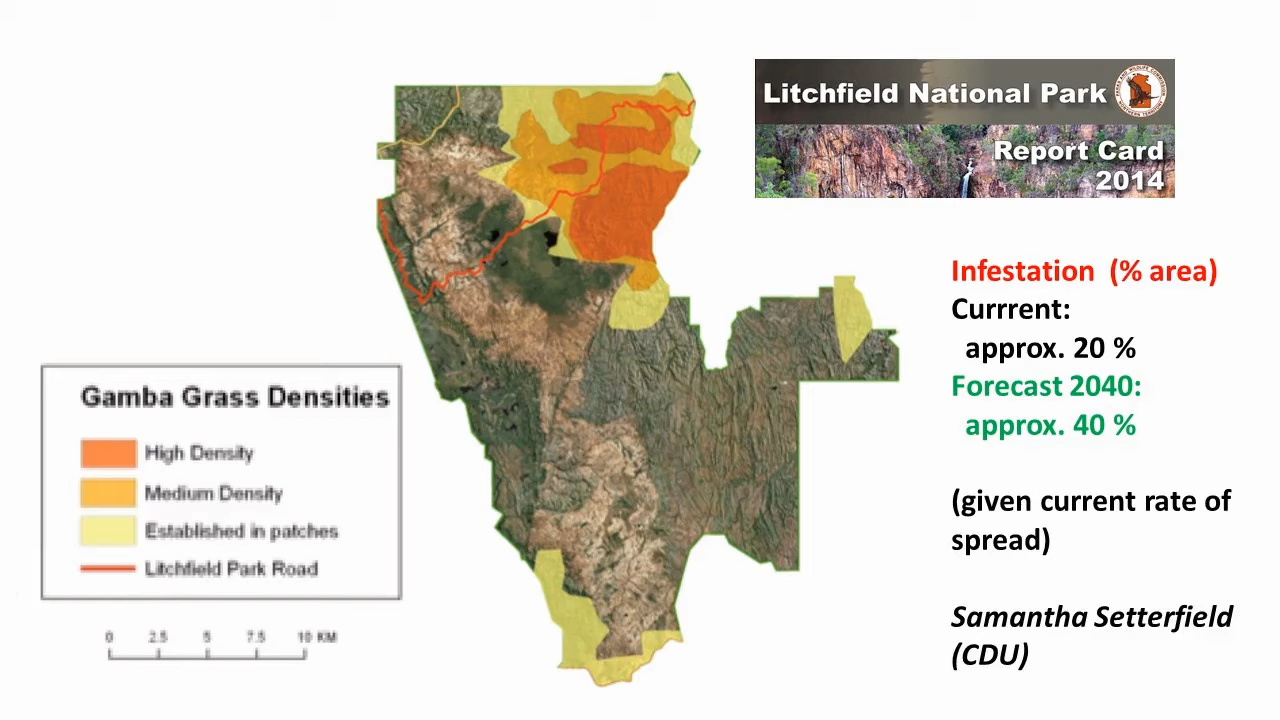 Litchfield National Park
Report Card
2014
Infestation (% area)
Currrent:
approx. 20 %
Forecast 2040:
approx. 40 %
(given current rate of
spread)
Samantha Setterfield
(CDU)
Gamba Grass Densities
High Density
Medium Density
Established in patches
Litchfield Park Road
0 2.5 5 7.5 10 KM